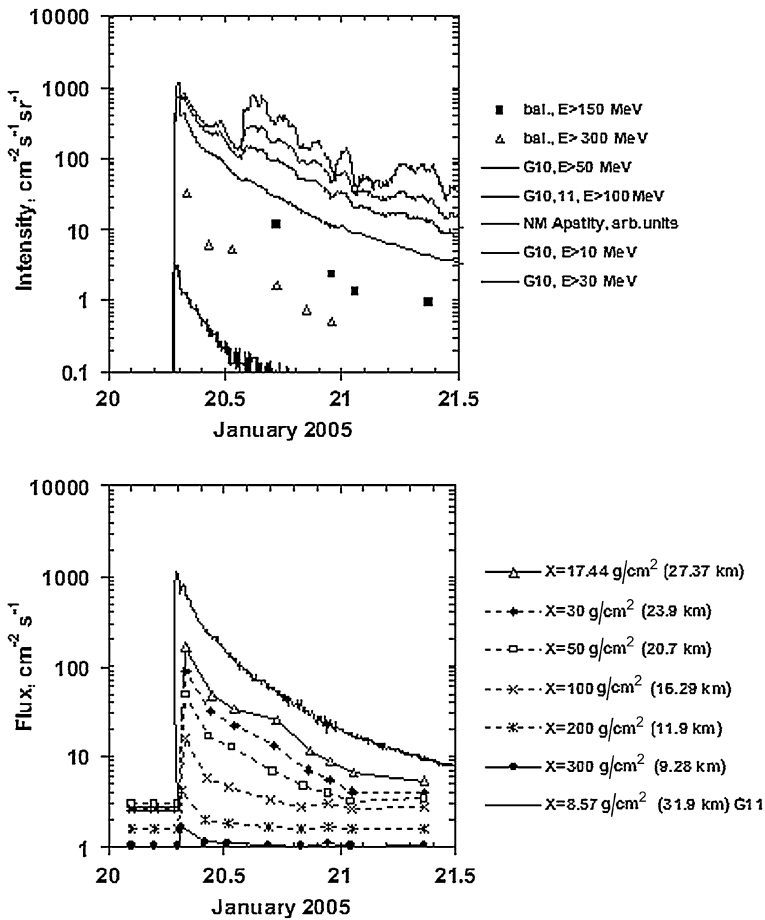 10000
1000
100
10
1
0.1
Intensity, cm-2 s-1 sr-1
20 20.5 21 21.5
January 2005
bal., E>150 MeV
bal., E> 300 MeV
G10, E>50 MeV
G10, 11, E>100 MeV
NM Apatity, arb.units
G10, E>10 MeV
G10, E>30 MeV
10000
1000
100
10
1
Flux, cm-2 s-1
20 20.5 21 21.5
January 2005
X=17.44 g/cm2 (27.37 km)
X=30 g/cm2 (23.9 km)
X=50 g/cm2 (20.7 km)
X=100 g/cm2 (16.29 km)
X=200 g/cm2 (11.9 km)
X=300 g/cm2 (9.28 km)
X=8.57 g/cm2 (31.9 km) G11